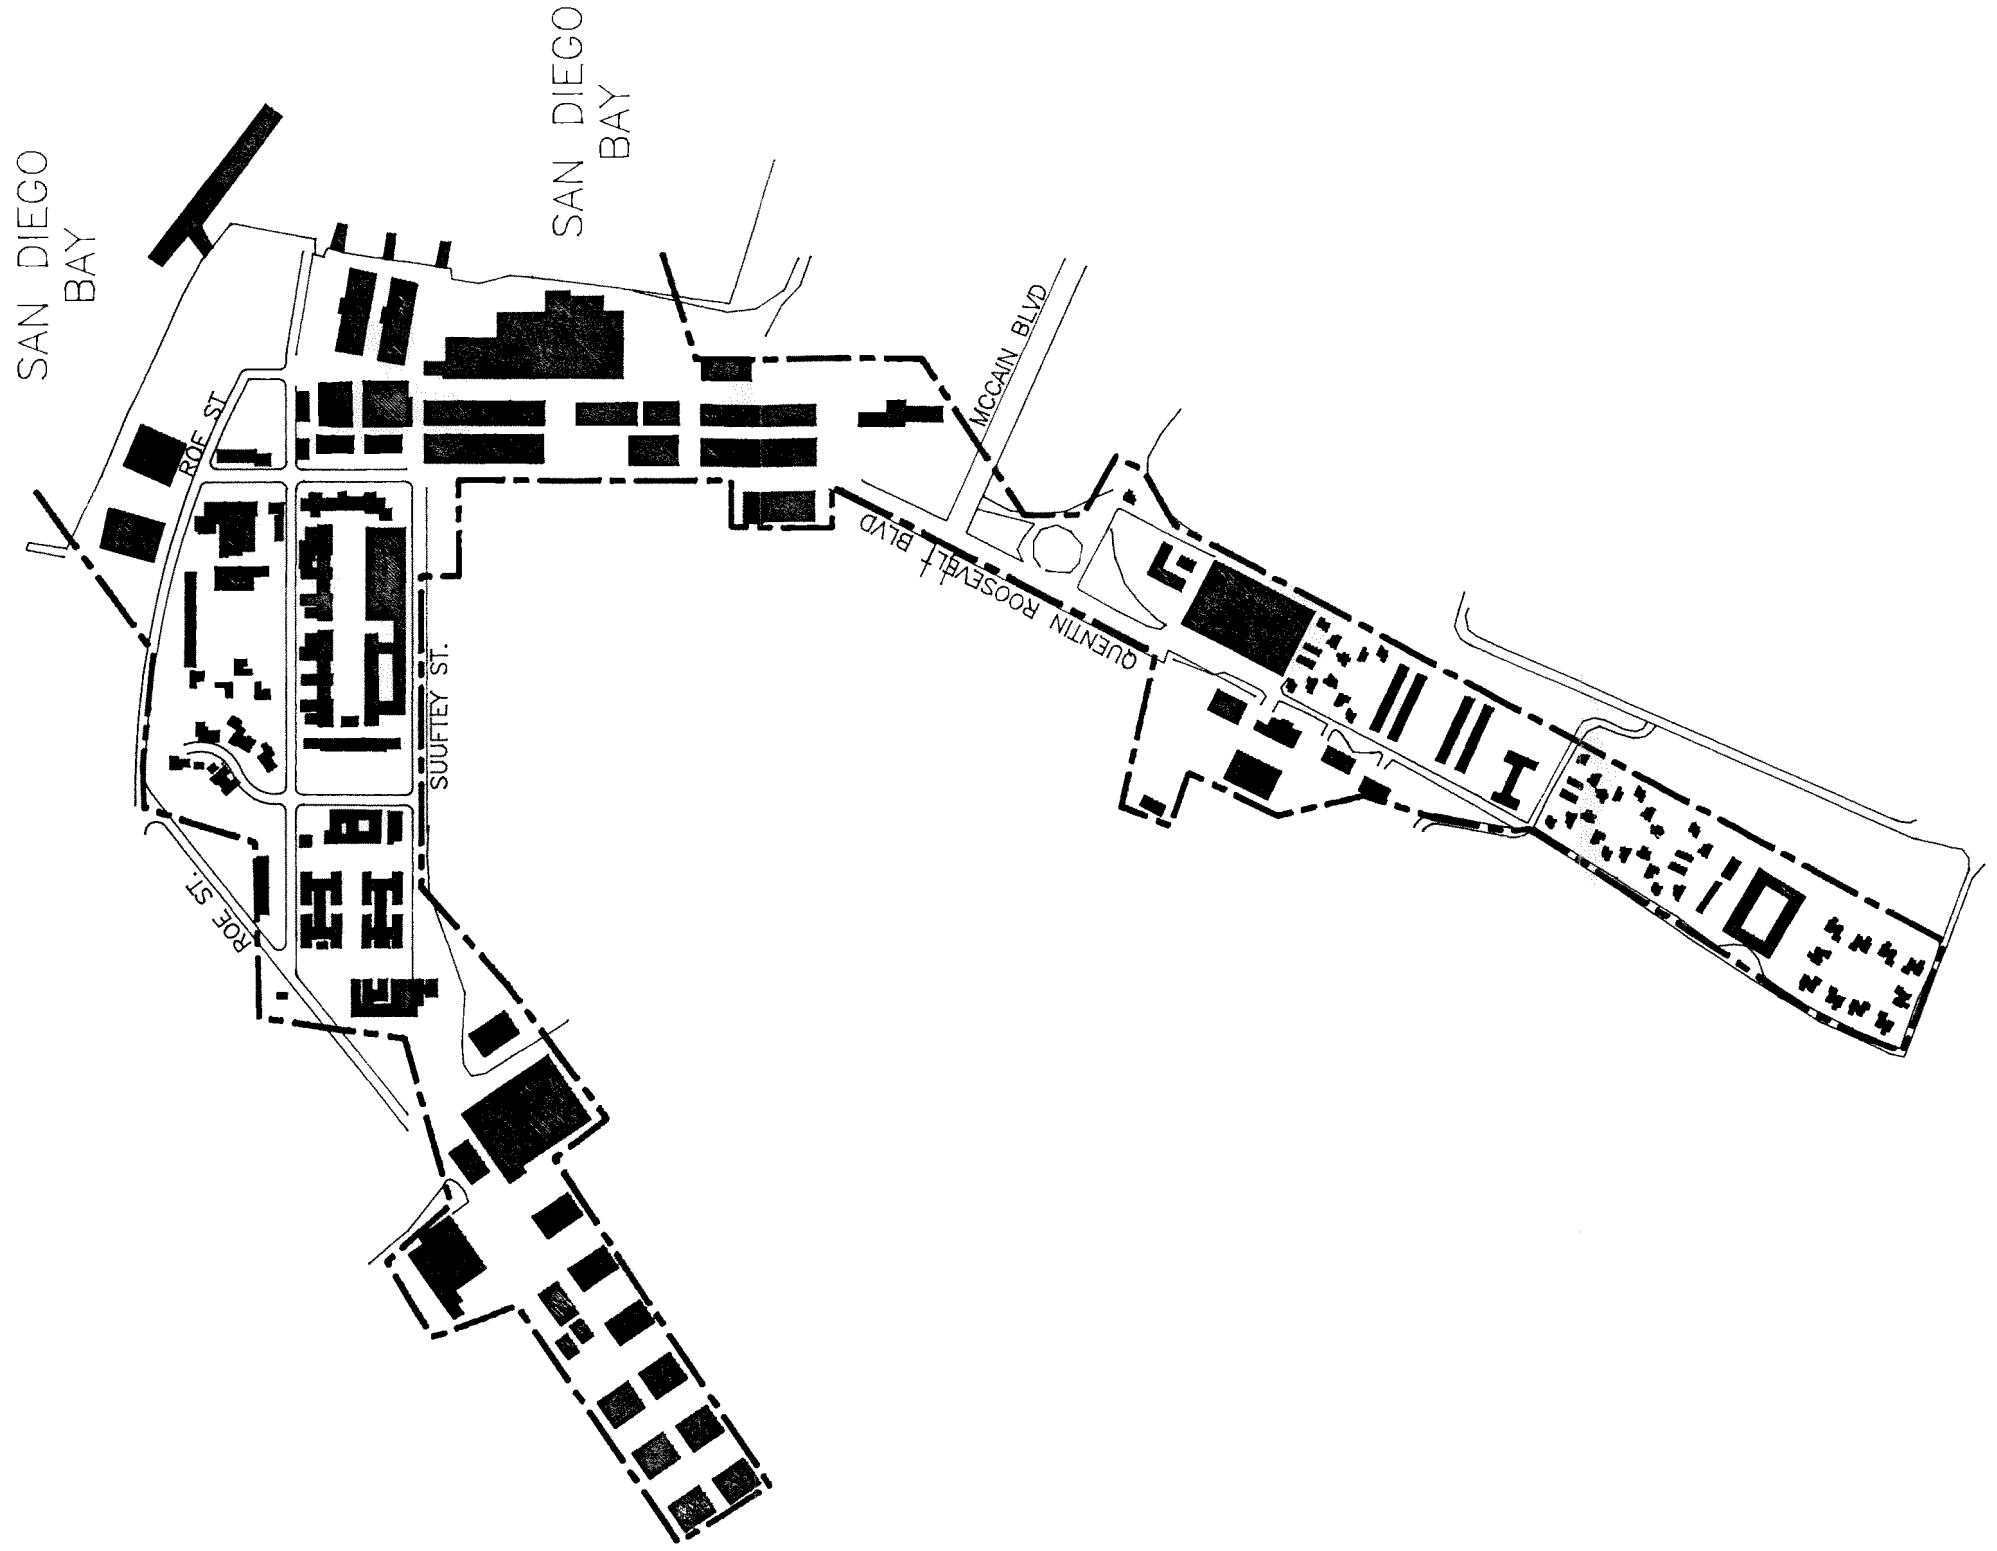 SAN DIEGO
BAY
SAN DIEGO
BAY
ROE ST.
MCCAIN BLVD
QUENTIN ROOSEVELT BLVD
SUUFTEY ST.
ROE ST.